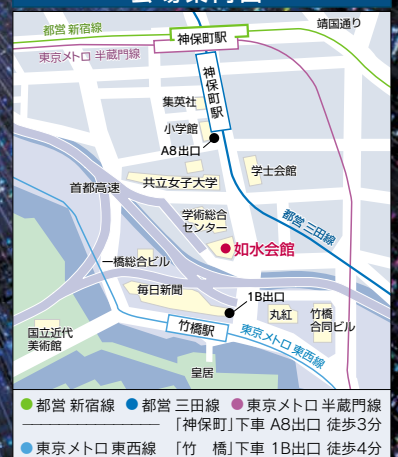 都営 新宿線
靖国通り
神保町駅
東京メトロ 半蔵門線
神保町駅
集英社
小学館
A8出口
学士会館
首都高速
共立女子大学
学術総合
センター
都営 三田線
如水会館
一橋総合ビル
毎日新聞
1B出口
丸紅
竹橋
合同ビル
竹橋駅
東京メトロ 東西線
国立近代
美術館
皇居
●都営 新宿線 ●都営 三田線 ●東京メトロ 半蔵門線
「神保町」下車 A8出口 徒歩3分
●東京メトロ 東西線 「竹 橋」下車 1B出口 徒歩4分